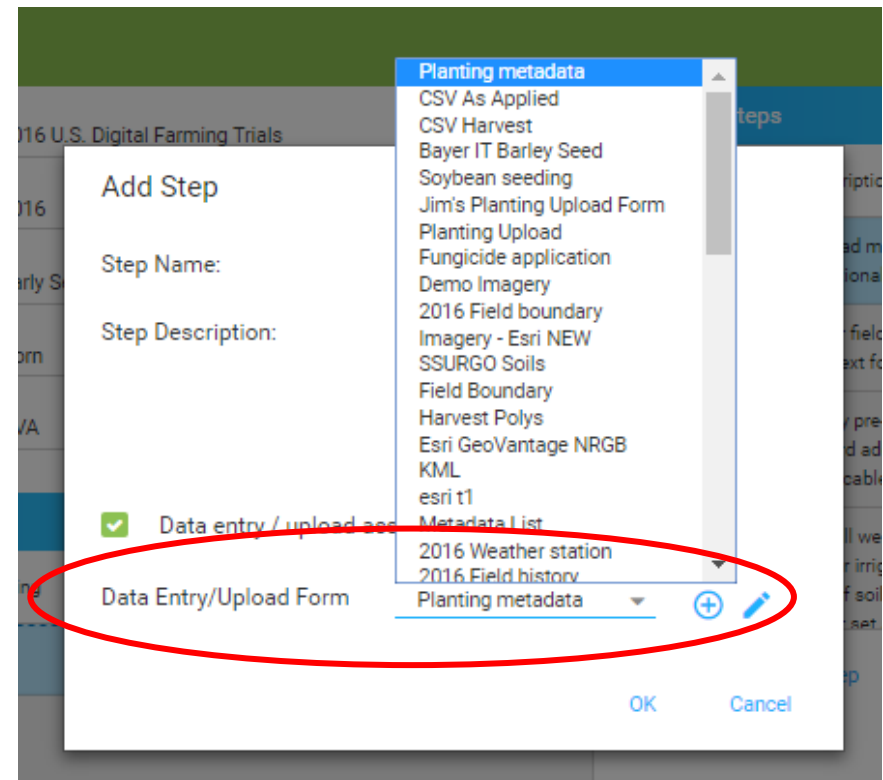 016 U.S. Digital Farming Trials
016
arly S
orn
VA
ing
Add Step
Step Name:
Step Description:
Data entry / upload ass
Data Entry/Upload Form
Planting metadata
CSV As Applied
CSV Harvest
Bayer IT Barley Seed
Soybean seeding
Jim's Planting Upload Form
Planting Upload
Fungicide application
Demo Imagery
2016 Field boundary
Imagery - Esri NEW
SSURGO Soils
Field Boundary
Harvest Polys
Esri GeoVantage NRGB
KML
esri t1
Metadata List
2016 Weather station
2016 Field history
Planting metadata
OK
Cancel
teps
riptio
ad m
iona
field
ext fo
y pre
d ad
cable
ll we
r irrig
f soil
set
ep